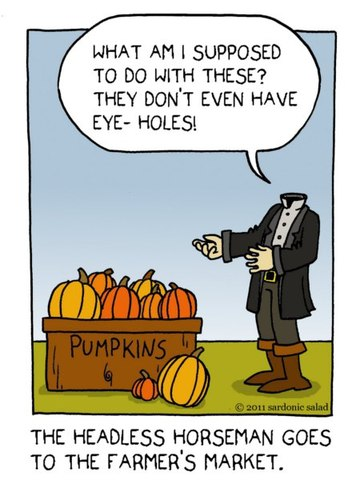 WHAT AM I SUPPOSED
TO DO WITH THESE?
THEY DON'T EVEN HAVE
EYE- HOLES!
PUMPKINS
© 2011 sardonic salad
THE HEADLESS HORSEMAN GOES
TO THE FARMER'S MARKET.